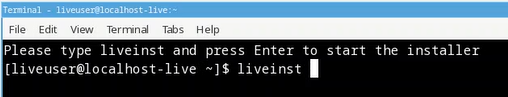 Terminal - liveuser@localhost-live:~
File Edit View Terminal Tabs Help
Please type liveinst and press Enter to start the installer
[liveuser@localhost-live ~]$ liveinst